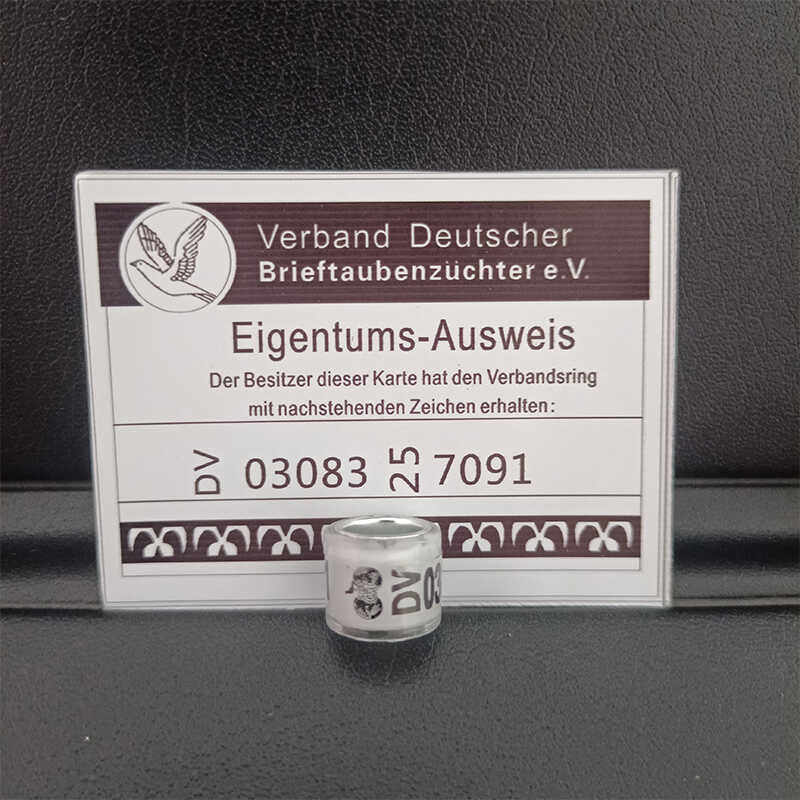 Verband Deutscher
Brieftaubenzüchter e.V.
Eigentums-Ausweis
Der Besitzer dieser Karte hat den Verbandsring
mit nachstehenden Zeichen erhalten:
DV 03083 25 7091
DV 03